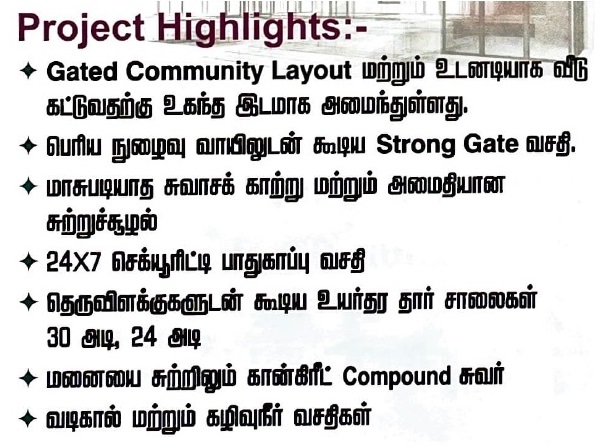 Project Highlights:-
✦ Gated Community Layout மற்றும் உடனடியாக வீடு
கட்டுவதற்கு உகந்த இடமாக அமைந்துள்ளது.
✦ பெரிய நுழைவு வாயிலுடன் கூடிய Strong Gate வசதி.
✦ மாசுபடியாத சுவாசக் காற்று மற்றும் அமைதியான
சுற்றுச்சூழல்
✦ 24X7 செக்யூரிட்டி பாதுகாப்பு வசதி
✦ தெருவிளக்குகளுடன் கூடிய உயர்தர தார் சாலைகள்
30 அடி, 24 அடி
✦ மனையை சுற்றிலும் கான்கிரீட் Compound சுவர்
✦ வடிகால் மற்றும் கழிவுநீர் வசதிகள்